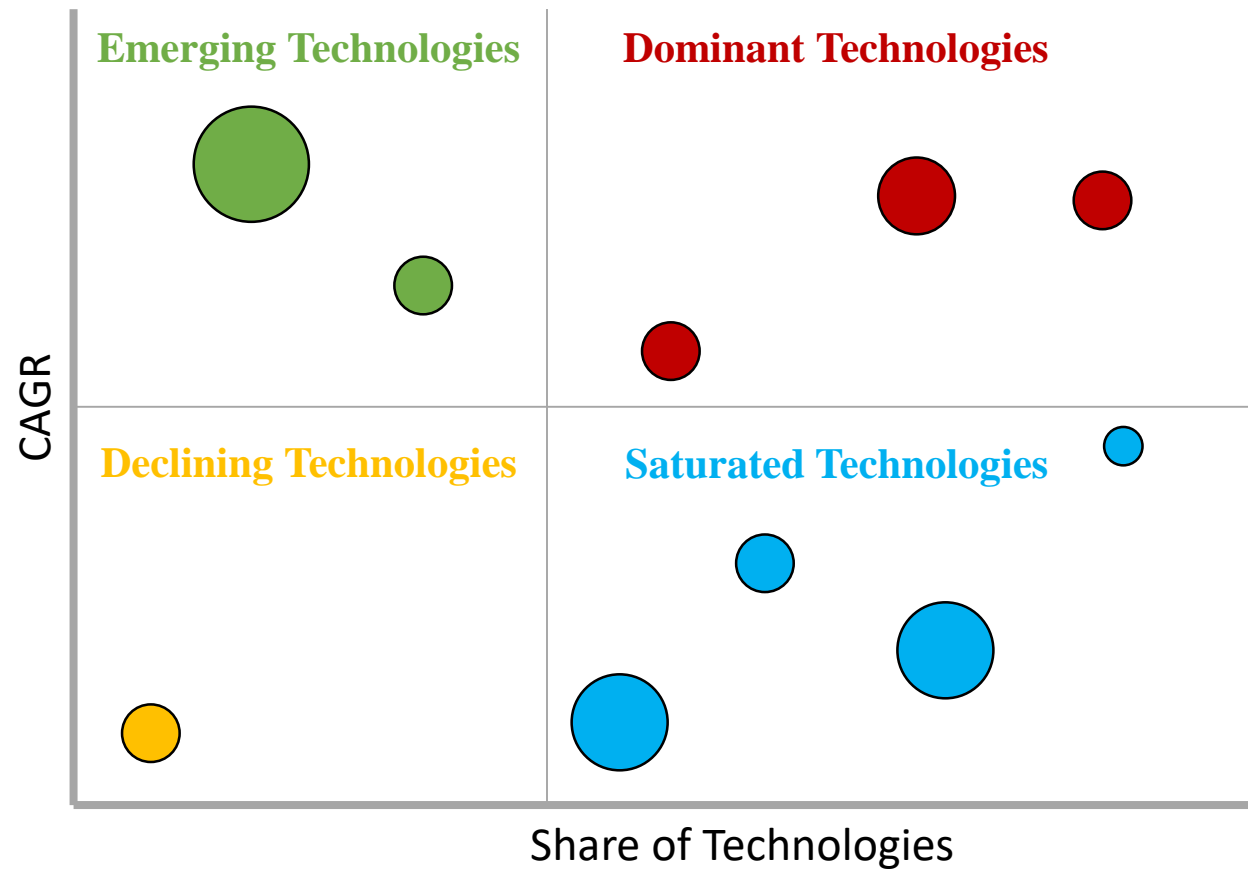 Emerging Technologies
Dominant Technologies
CAGR
Declining Technologies
Saturated Technologies
Share of Technologies